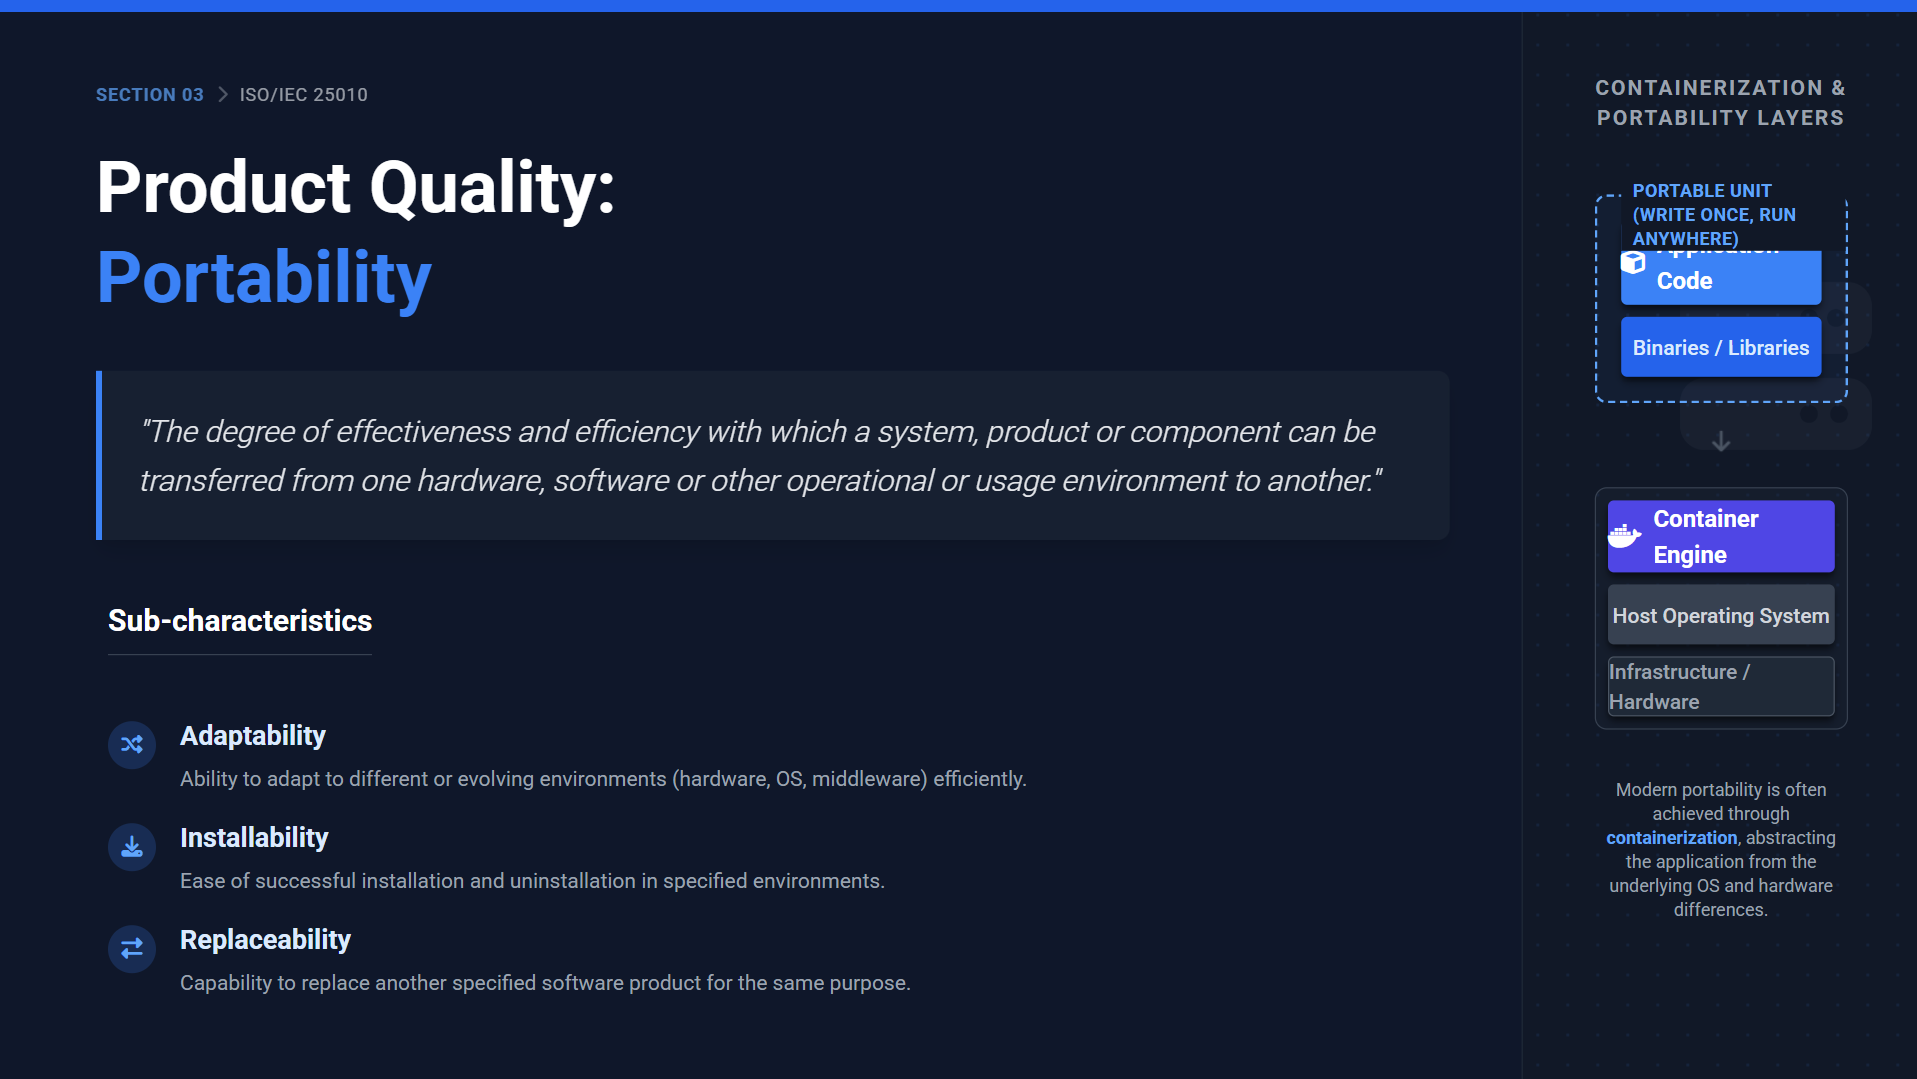 SECTION 03 ISO/IEC 25010
Product Quality:
Portability
"The degree of effectiveness and efficiency with which a system, product or component can be
transferred from one hardware, software or other operational or usage environment to another."
Sub-characteristics
Adaptability
Ability to adapt to different or evolving environments (hardware, OS, middleware) efficiently.
Installability
Ease of successful installation and uninstallation in specified environments.
Replaceability
Capability to replace another specified software product for the same purpose.
CONTAINERIZATION &
PORTABILITY LAYERS
PORTABLE UNIT
(WRITE ONCE, RUN
ANYWHERE)
Application
Code
Binaries / Libraries
Container
Engine
Host Operating System
Infrastructure /
Hardware
Modern portability is often
achieved through
containerization, abstracting
the application from the
underlying OS and hardware
differences.